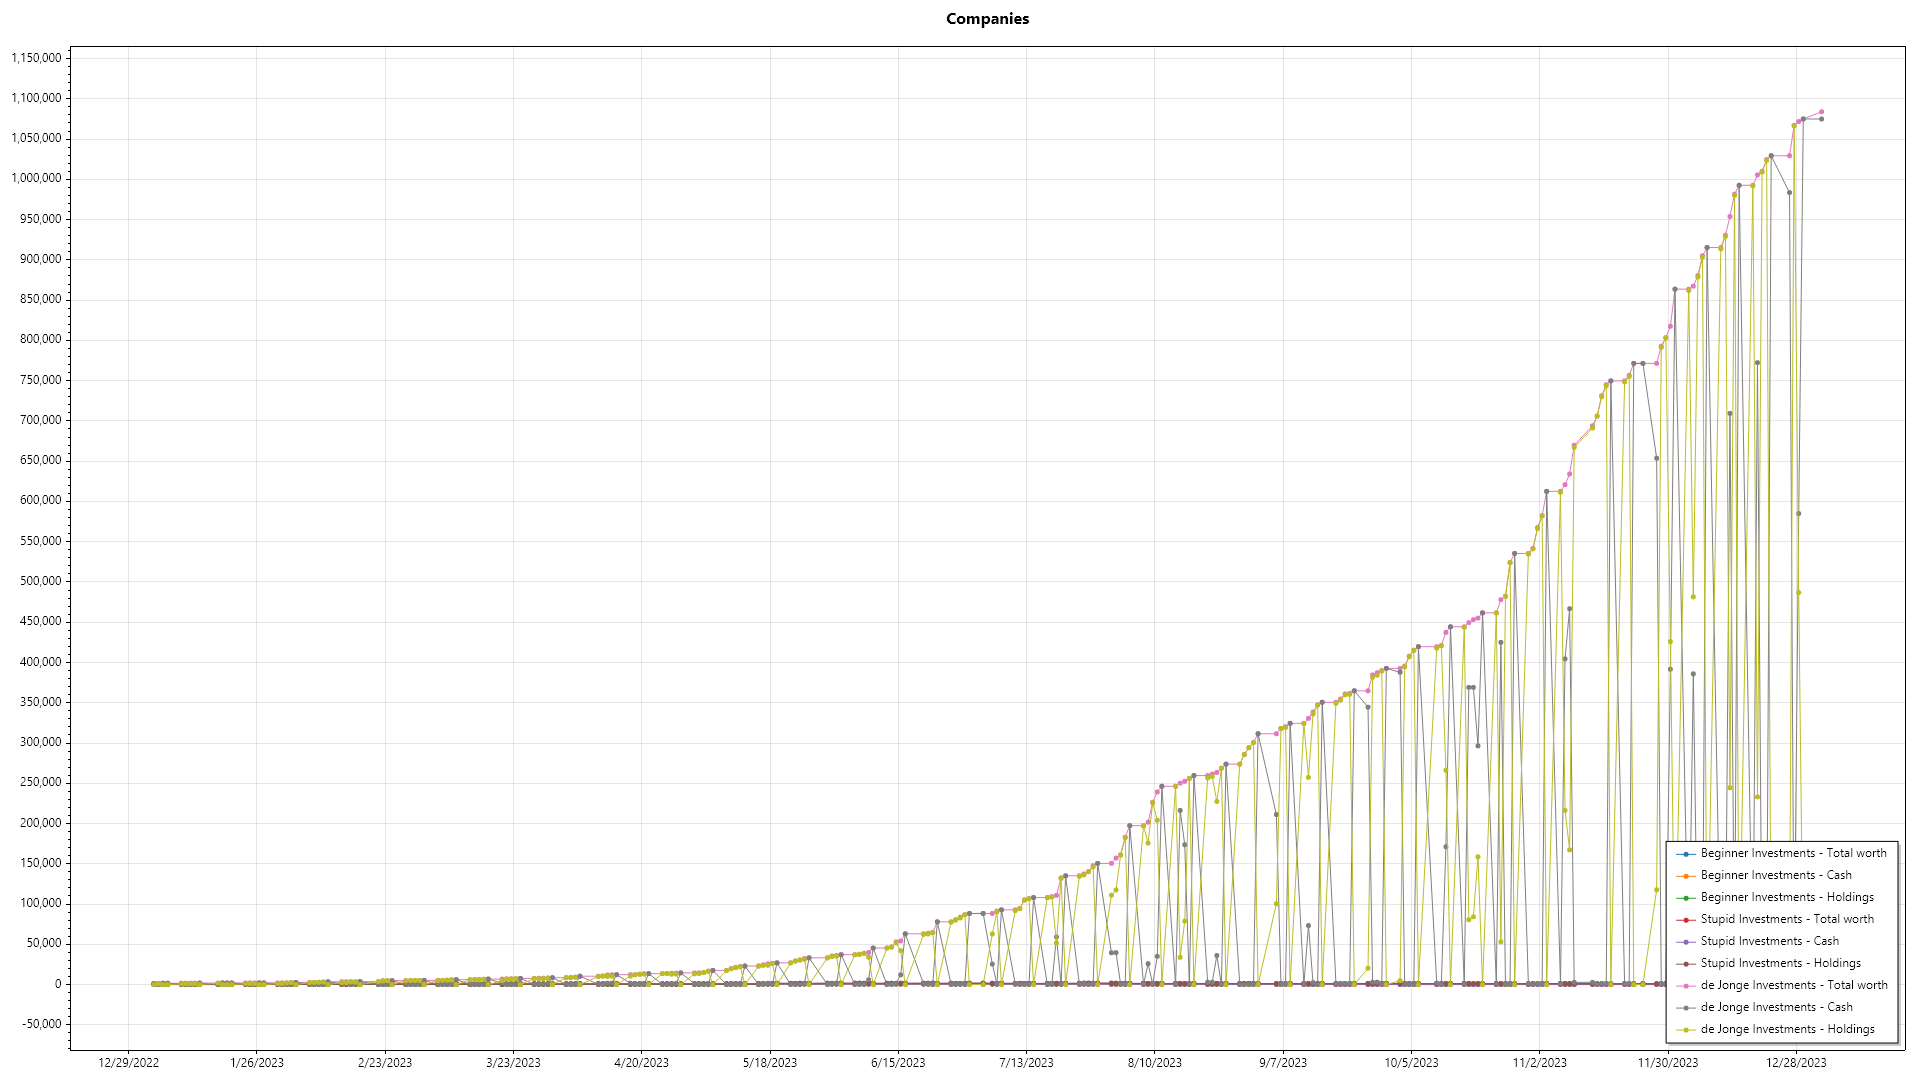 Companies
1,150,000
1,100,000
1,050,000
1,000,000
950,000
900,000
850,000
800,000
750,000
700,000
650,000
600,000
550,000
500,000
450,000
400,000
350,000
300,000
250,000
200,000
150,000
100,000
50,000
0
-50,000
Beginner Investments - Total worth
Beginner Investments - Cash
Beginner Investments - Holdings
Stupid Investments - Total worth
Stupid Investments - Cash
Stupid Investments - Holdings
de Jonge Investments - Total worth
de Jonge Investments - Cash
de Jonge Investments - Holdings
12/29/2022 1/26/2023 2/23/2023 3/23/2023 4/20/2023 5/18/2023 6/15/2023 7/13/2023 8/10/2023 9/7/2023 10/5/2023 11/2/2023 11/30/2023 12/28/2023